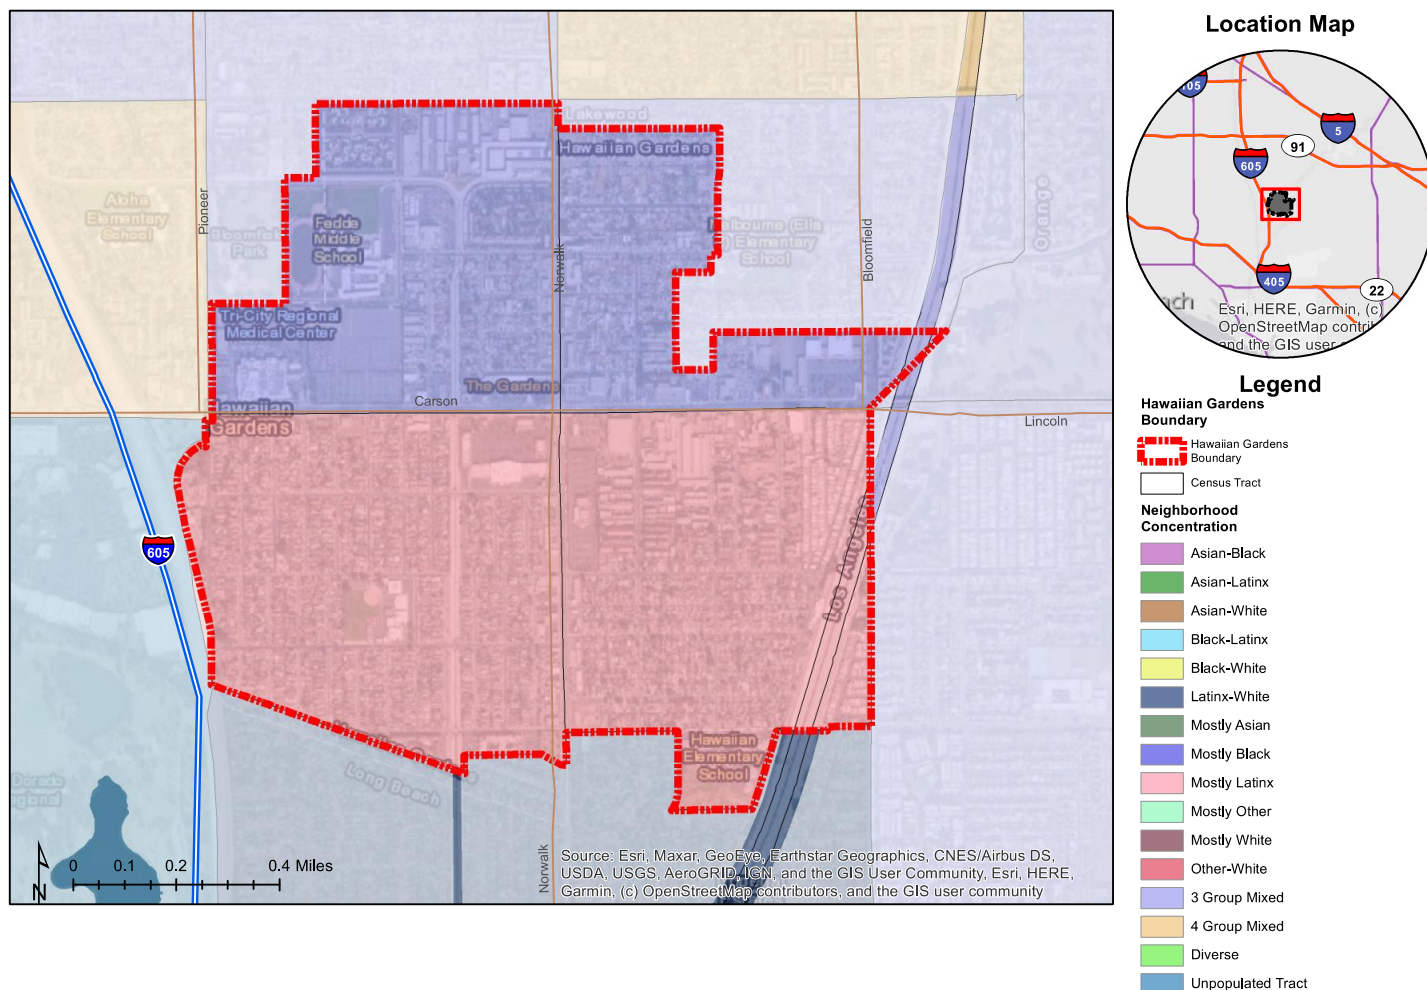 Location Map
105
5
91
605
405
22
ach
Esri, HERE, Garmin, (c)
OpenStreetMap contrib
and the GIS user c
Lakewood
Hawaiian Gardens
Aloha
Elementary
School
Pioneer
Bloomfield
Park
Fedde
Middle
School
Norwalk
Melbourne (Ella
) Elementary
School
Bloomfield
Orange
Tri-City Regional
Medical Center
The Gardens
Carson
Hawaiian
Gardens
Lincoln
605
Los Angeles
Hawaiian
Elementary
School
Long Beach
Dorado
egional
Norwalk
0 0.1 0.2 0.4 Miles
N
Source: Esri, Maxar, GeoEye, Earthstar Geographics, CNES/Airbus DS,
USDA, USGS, AeroGRID, IGN, and the GIS User Community, Esri, HERE,
Garmin, (c) OpenStreetMap contributors, and the GIS user community
Legend
Hawaiian Gardens
Boundary
Hawaiian Gardens
Boundary
Census Tract
Neighborhood
Concentration
Asian-Black
Asian-Latinx
Asian-White
Black-Latinx
Black-White
Latinx-White
Mostly Asian
Mostly Black
Mostly Latinx
Mostly Other
Mostly White
Other-White
3 Group Mixed
4 Group Mixed
Diverse
Unpopulated Tract